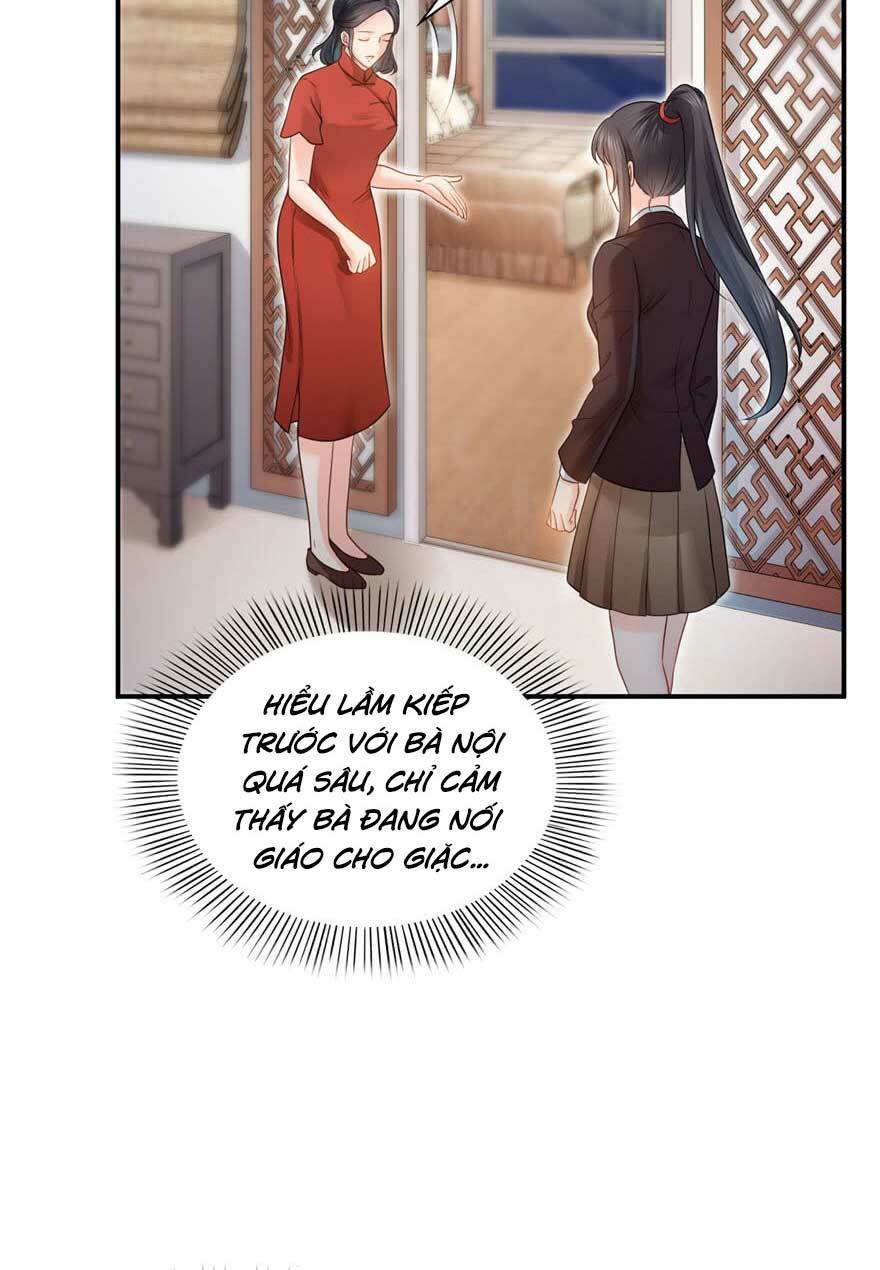 HIỂU LẦM KIẾP
TRƯỚC VỚI BÀ NỘI
QUÁ SÂU, CHỈ CẢM
THẤY BÀ ĐANG NỐI
GIÁO CHO GIẶC...